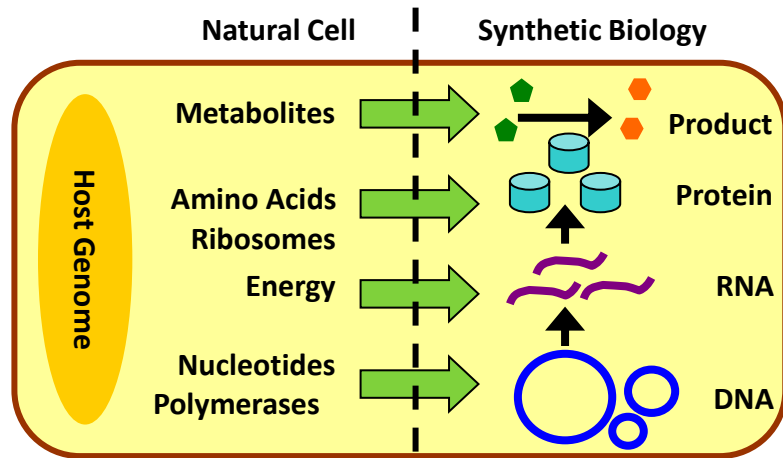 Natural Cell
Synthetic Biology
Host Genome
Metabolites
Product
Amino Acids
Ribosomes
Protein
Energy
RNA
Nucleotides
Polymerases
DNA